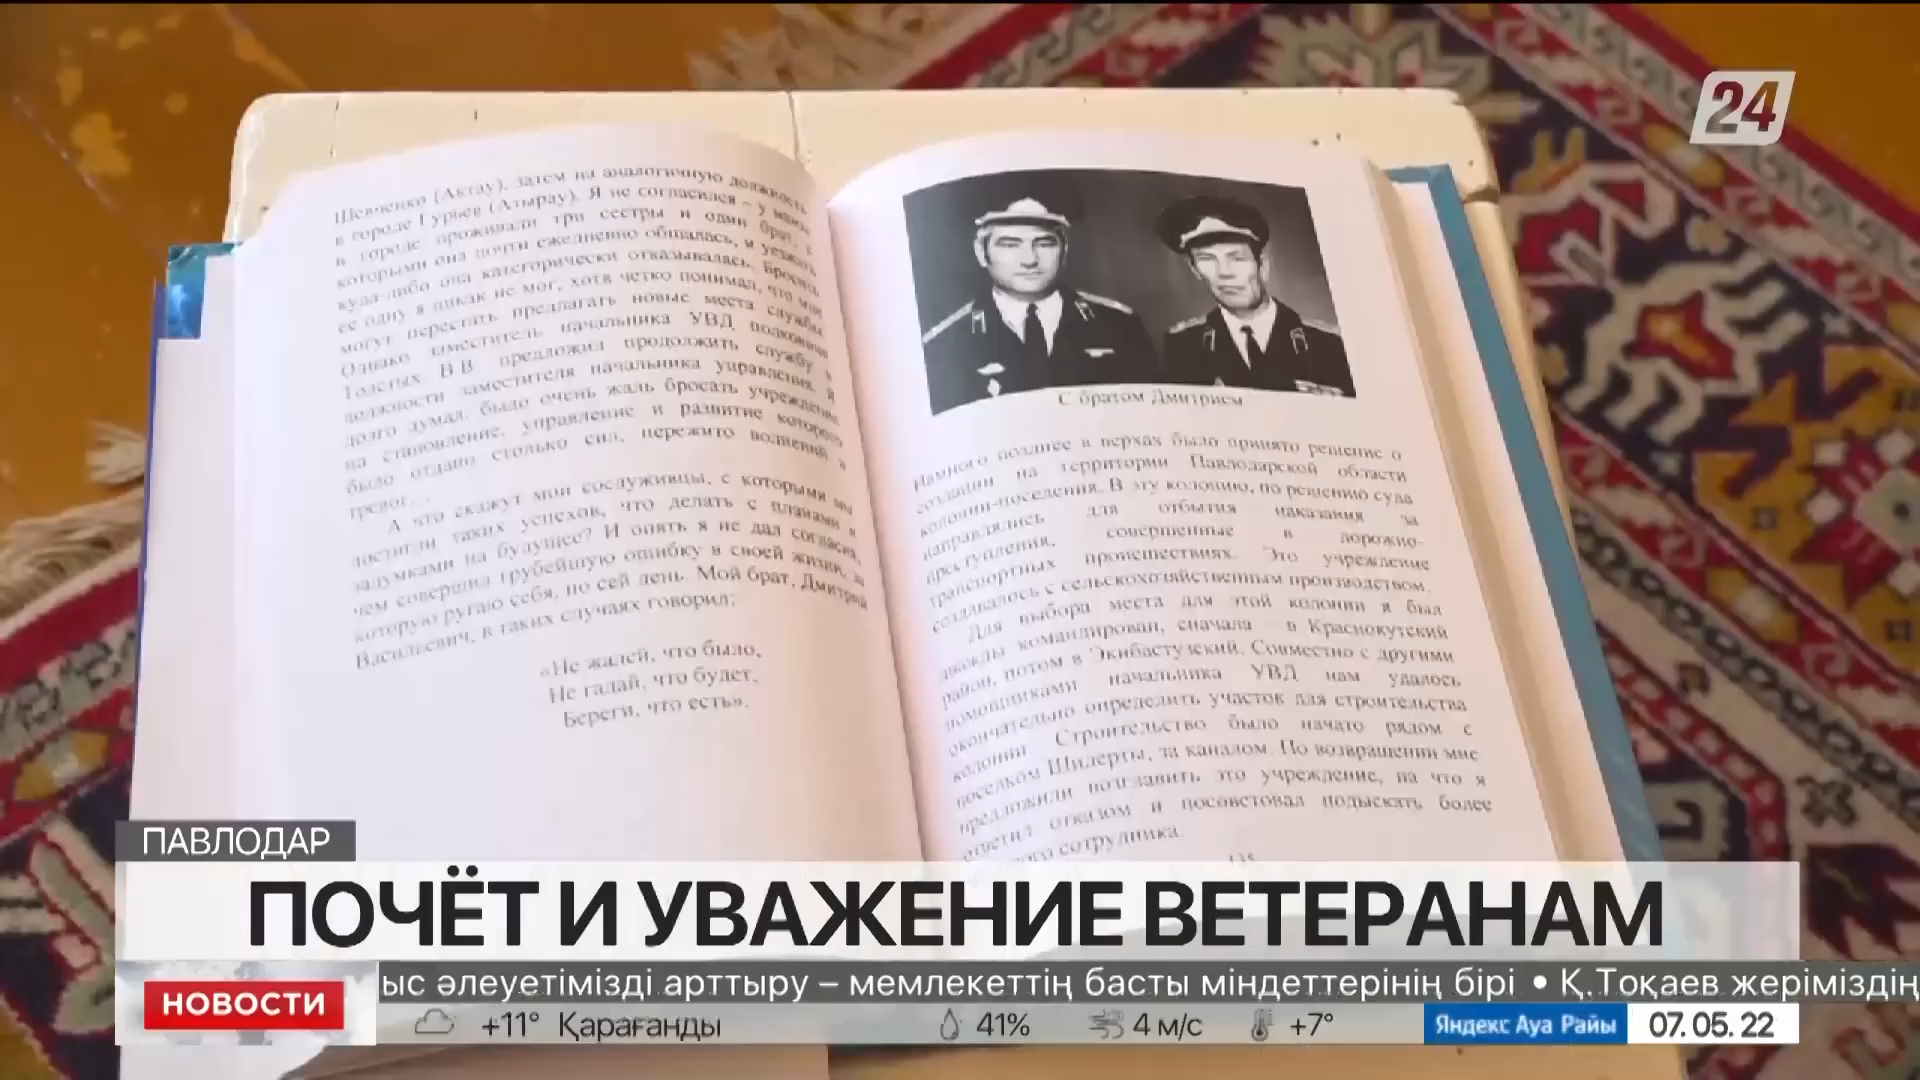 24
Шевченко (Актау), затем на аналогичную должность
в городе Гурьев (Атырау). Я не согласился – у мамы
в городе проживали три сестры и один брат, с
которыми она почти ежедневно общалась, и уезжать
куда-либо она категорически отказывалась. Бросить
ее одну я никак не мог, хотя четко понимал, что мне
могут перестать предлагать новые места службы.
Однако заместитель начальника УВД подковник
Толстых В.В. предложил продолжить службу в
должности заместителя начальника управления. Я
долго думал: было очень жаль бросать учреждение,
на становление, управление и развитие которого
было отдано столько сил, пережито волнений и
тревог…
А что скажут мои сослуживцы, с которыми мы
достигли таких успехов, что делать с планами и
задумками на будущее? И опять я не дал согласия,
чем совершил грубейшую ошибку в своей жизни, за
которую ругаю себя, по сей день. Мой брат, Дмитрий
Васильевич, в таких случаях говорил:
«Не жалей, что было,
Не гадай, что будет,
Береги, что есть».
С братом Дмитрием
Намного позднее в верхах было принято решение о
создании на территории Павлодарской области
колонии-поселения. В эту колонию, по решению суда
направлялись для отбытия наказания за
преступления, совершенные в дорожно-
транспортных происшествиях. Это учреждение
создавалось с сельскохозяйственным производством.
Для выбора места для этой колонии я был
дважды командирован, сначала в Краснокутский
район, потом в Экибастузский. Совместно с другими
помощниками начальника УВД нам удалось
окончательно определить участок для строительства
колонии. Строительство было начато рядом с
поселком Шидерты, за каналом. По возвращении мне
предложили возглавить это учреждение, на что я
ответил отказом и посоветовал подыскать более
сотрудника.
135
ПАВЛОДАР
ПОЧЁТ И УВАЖЕНИЕ ВЕТЕРАНАМ
НОВОСТИ
ыс әлеуетімізді арттыру – мемлекеттің басты міндеттерінің бірі • Қ.Тоқаев жеріміздің
+11° Қарағанды 41% 4 м/с +7° Яндекс Ауа Райы 07.05.22